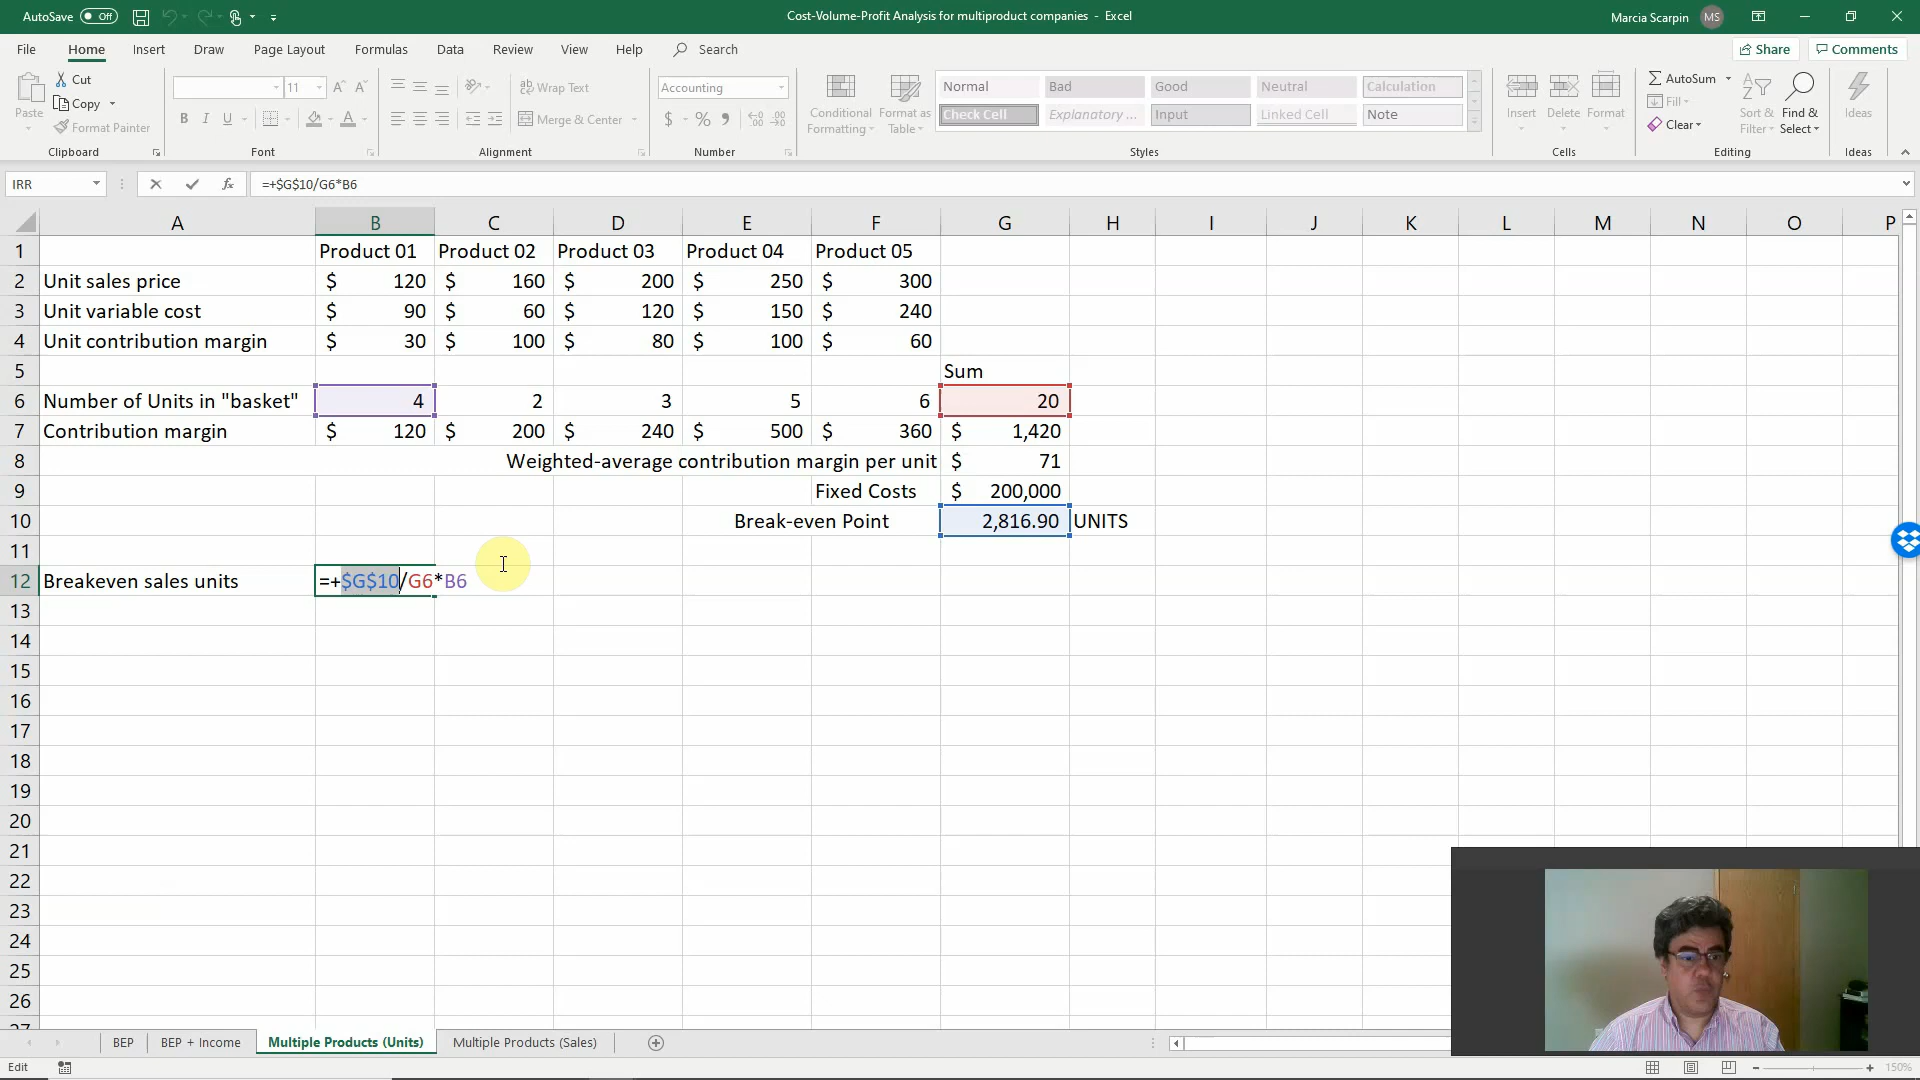 AutoSave Off
Cost-Volume-Profit Analysis for multiproduct companies - Excel
Marcia Scarpin MS
File Home Insert Draw Page Layout Formulas Data Review View Help Search
Share Comments
Paste
Cut
Copy
Format Painter
11
Wrap Text
Merge & Center
Accounting
Conditional Formatting
Format as Table
Normal Bad Good Neutral Calculation
Check Cell Explanatory ... Input Linked Cell Note
Insert Delete Format
AutoSum
Fill
Clear
Sort & Filter
Find & Select
Ideas
Clipboard Font Alignment Number Styles Cells Editing Ideas
IRR fx =+$G$10/G6*B6
A B C D E F G H I J K L M N O P
1 Product 01 Product 02 Product 03 Product 04 Product 05
2 Unit sales price $ 120 $ 160 $ 200 $ 250 $ 300
3 Unit variable cost $ 90 $ 60 $ 120 $ 150 $ 240
4 Unit contribution margin $ 30 $ 100 $ 80 $ 100 $ 60
5 Sum
6 Number of Units in "basket" 4 2 3 5 6 20
7 Contribution margin $ 120 $ 200 $ 240 $ 500 $ 360 $ 1,420
8 Weighted-average contribution margin per unit $ 71
9 Fixed Costs $ 200,000
10 Break-even Point 2,816.90 UNITS
11
12 Breakeven sales units =+$G$10/G6*B6
13
14
15
16
17
18
19
20
21
22
23
24
25
26
27
BEP BEP + Income Multiple Products (Units) Multiple Products (Sales)
Edit 150%